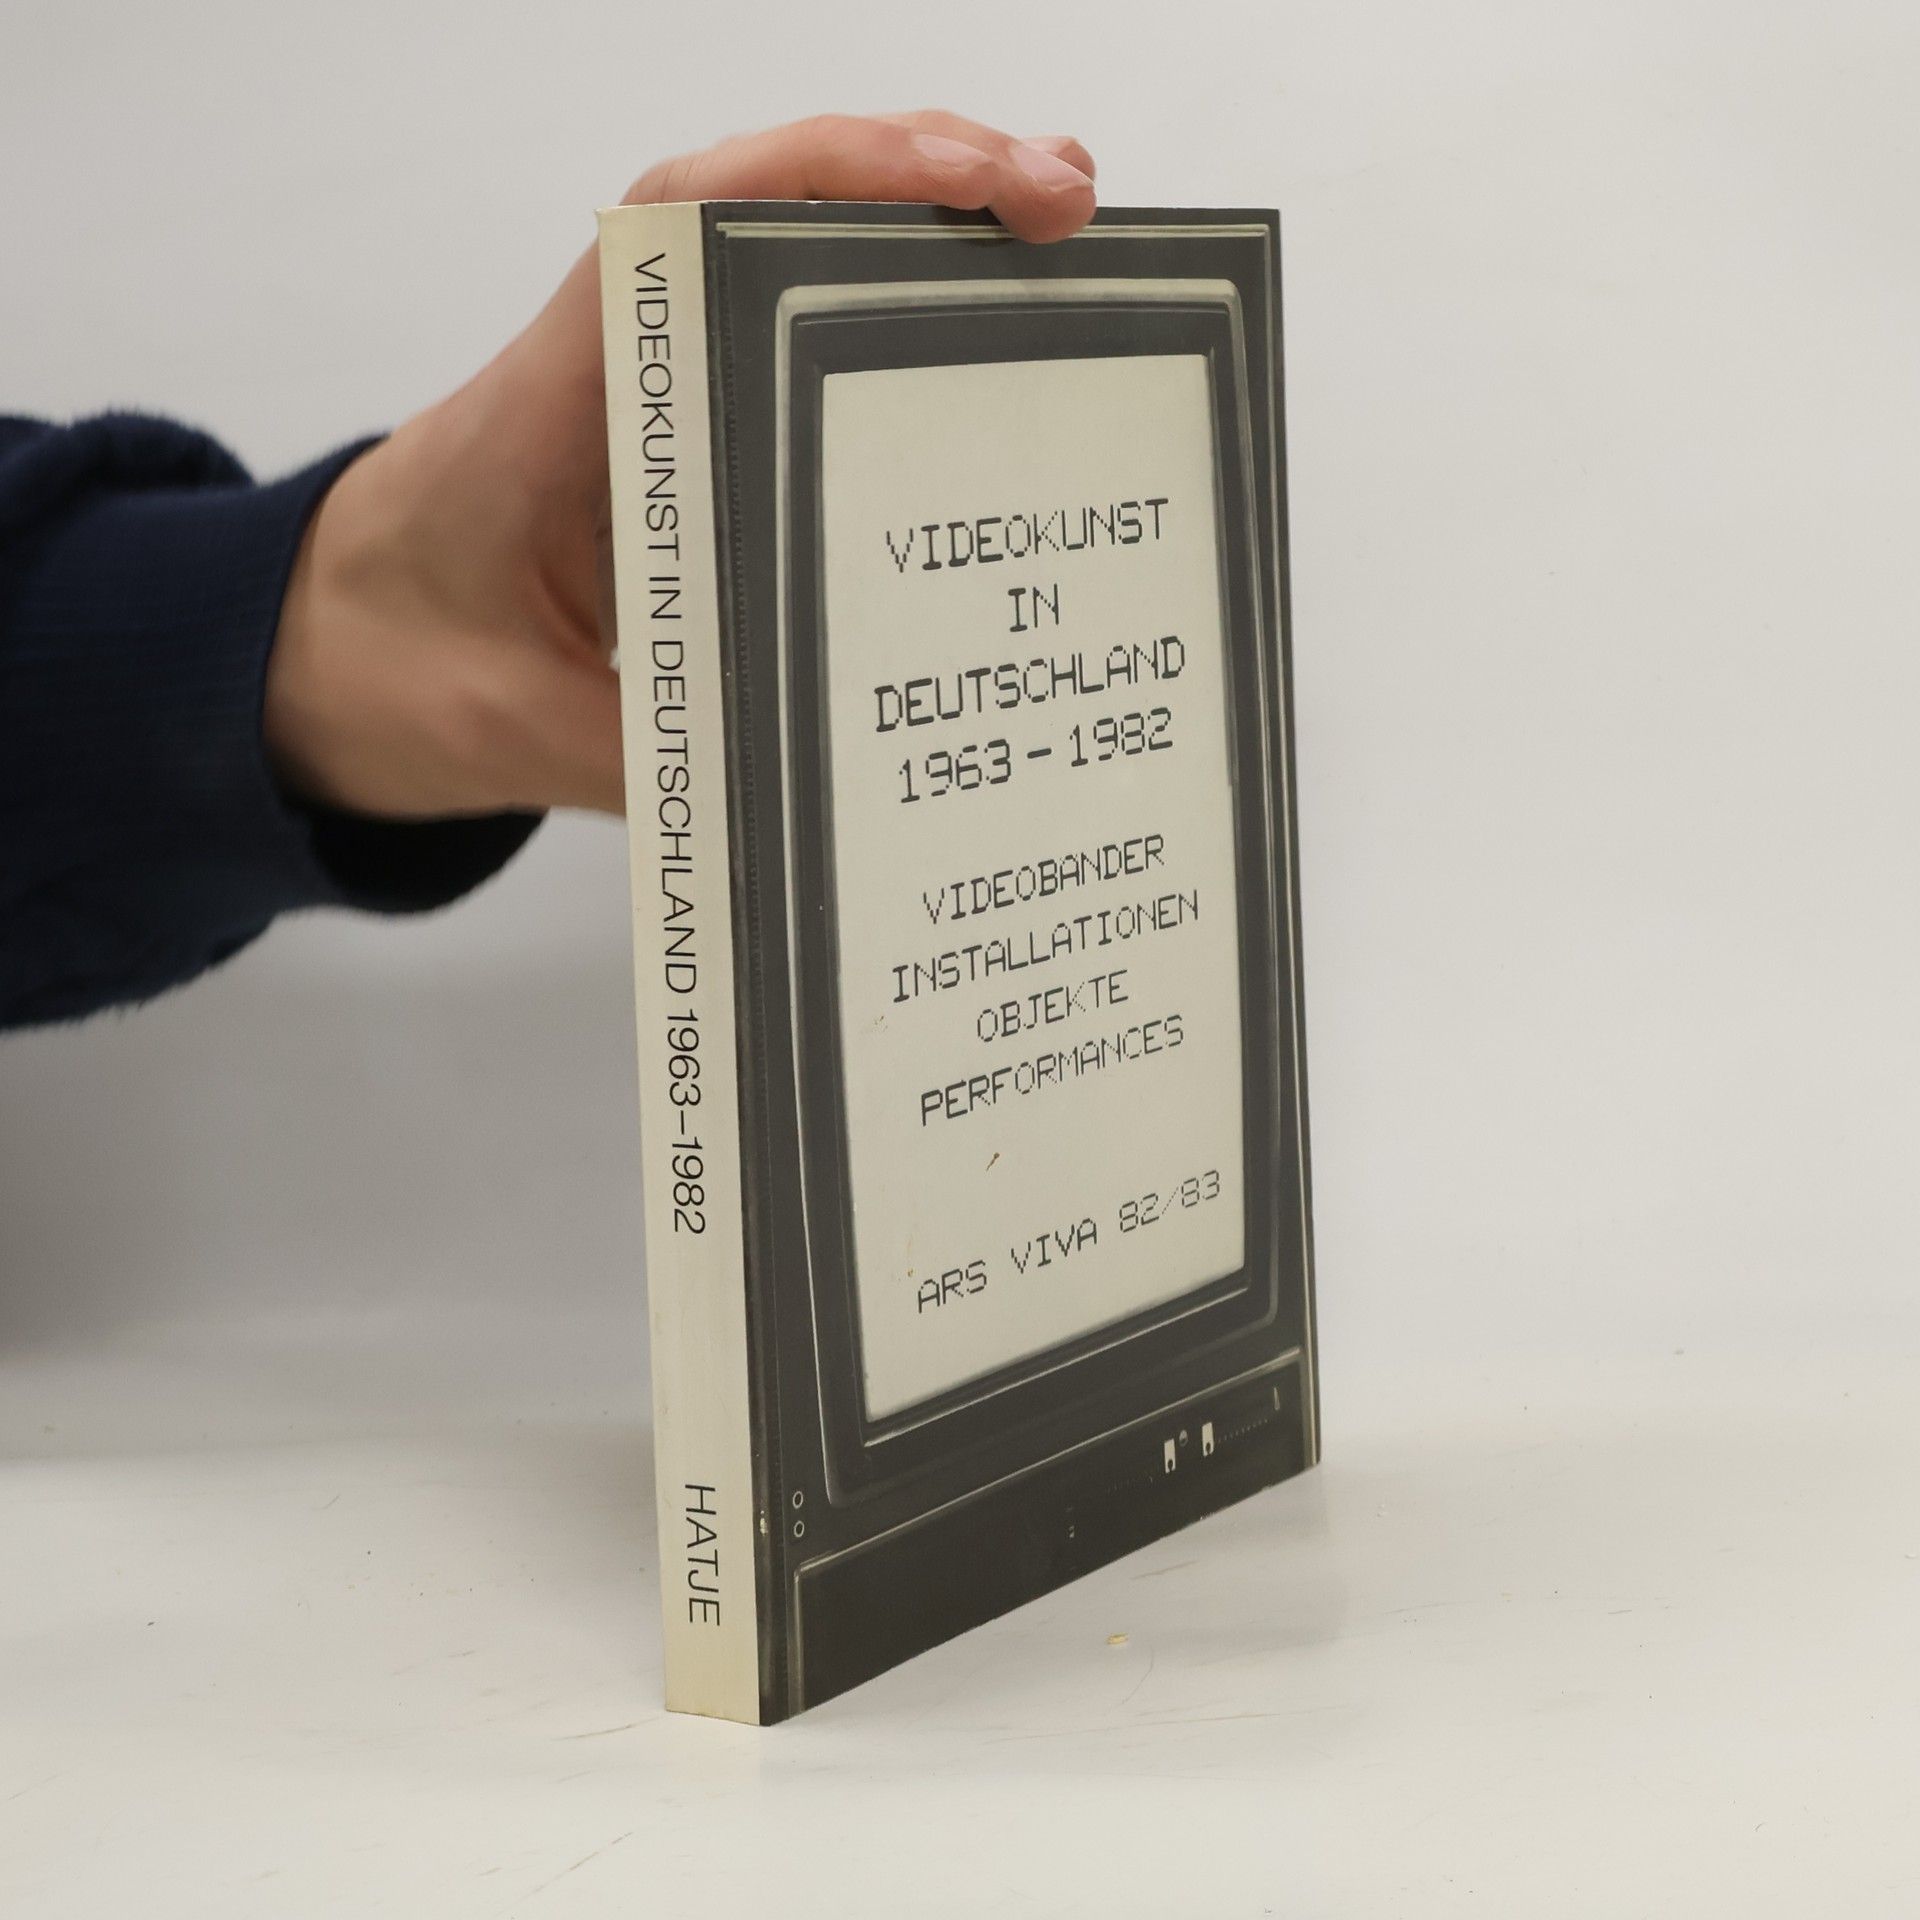 VIDEOKUNST IN DEUTSCHLAND 1963–1982
HATJE
VIDEOKUNST
IN
DEUTSCHLAND
1963 - 1982
VIDEOBANDER
INSTALLATIONEN
OBJEKTE
PERFORMANCES
ARS VIVA 82/83